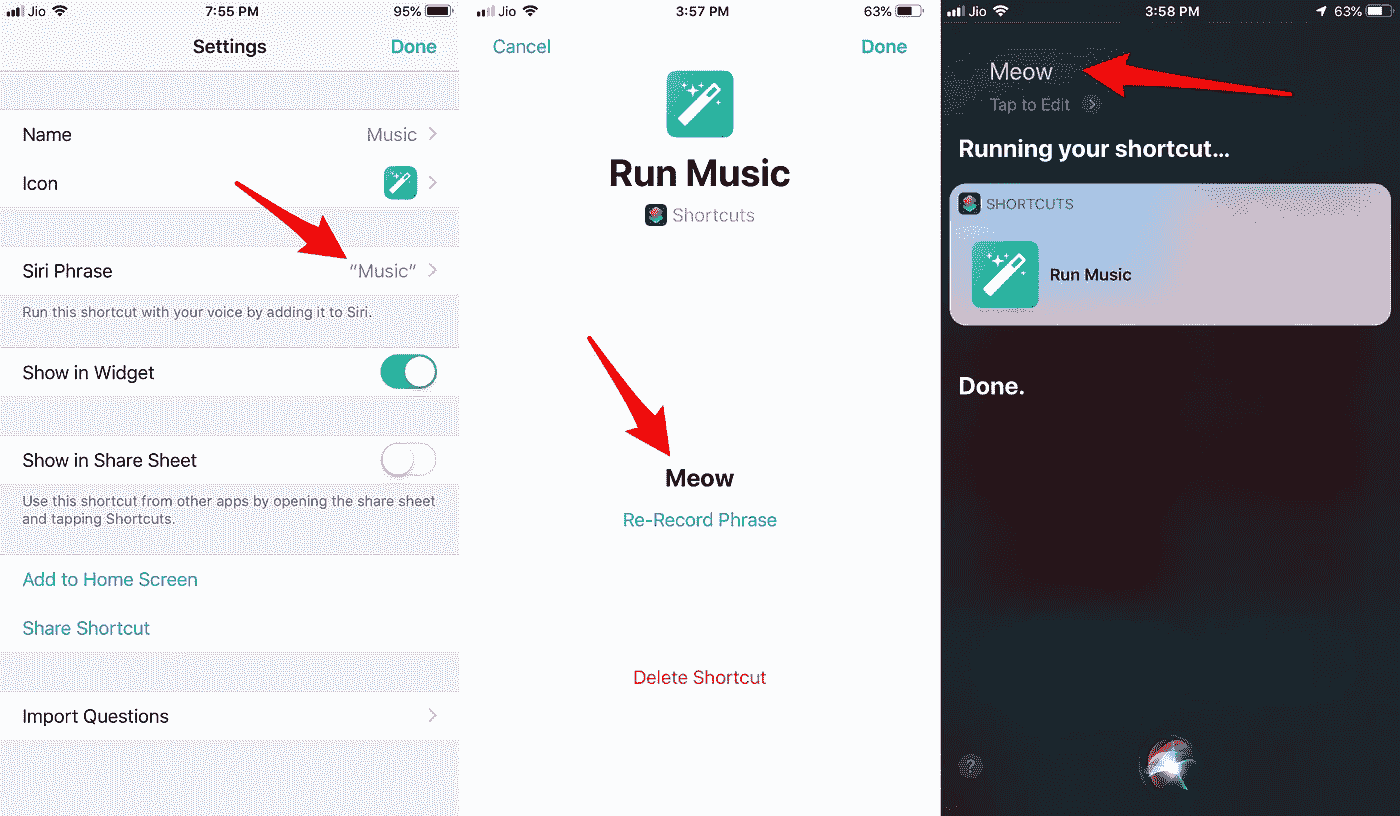 Jio 7:55 PM 95%
Settings Done
Name Music
Icon
Siri Phrase "Music"
Run this shortcut with your voice by adding it to Siri.
Show in Widget
Show in Share Sheet
Use this shortcut from other apps by opening the share sheet
and tapping Shortcuts.
Add to Home Screen
Share Shortcut
Import Questions
Jio 3:57 PM 63%
Cancel Done
Run Music
Shortcuts
Meow
Re-Record Phrase
Delete Shortcut
Jio 3:58 PM 63%
Meow
Tap to Edit
Running your shortcut...
SHORTCUTS
Run Music
Done.
?